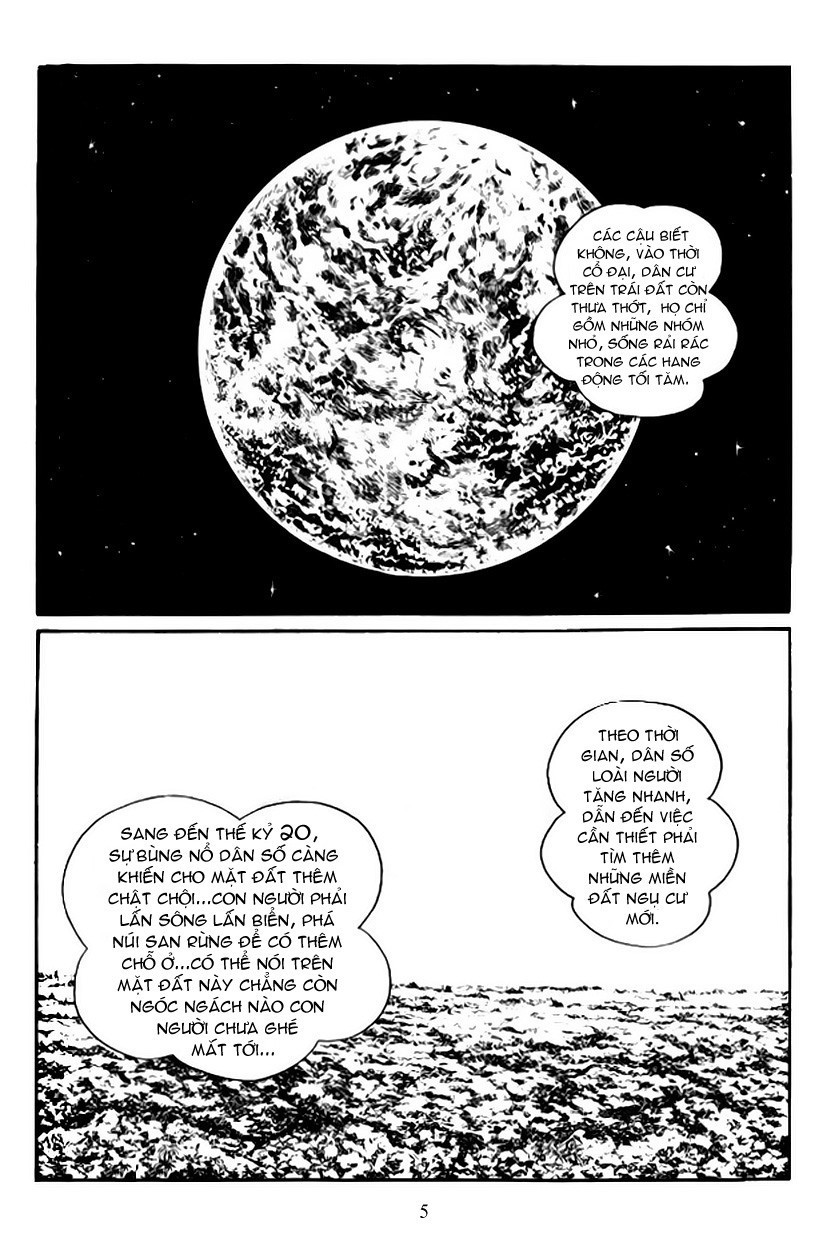 CÁC CẬU BIẾT
KHÔNG, VÀO THỜI
CỔ ĐẠI, DÂN CƯ
TRÊN TRÁI ĐẤT CÒN
THƯA THỚT, HỌ CHỈ
GỒM NHỮNG NHÓM
NHỎ, SỐNG RẢI RÁC
TRONG CÁC HANG
ĐỘNG TỐI TĂM.
THEO THỜI
GIAN, DÂN SỐ
LOÀI NGƯỜI
TĂNG NHANH,
DẪN ĐẾN VIỆC
CẦN THIẾT PHẢI
TÌM THÊM
NHỮNG MIỀN
ĐẤT NGỤ CƯ
MỚI.
SANG ĐẾN THẾ KỶ 20,
SỰ BÙNG NỔ DÂN SỐ CÀNG
KHIẾN CHO MẶT ĐẤT THÊM
CHẬT CHỘI...CON NGƯỜI PHẢI
LẤN SÔNG LẤN BIỂN, PHÁ
NÚI SAN RỪNG ĐỂ CÓ THÊM
CHỖ Ở...CÓ THỂ NÓI TRÊN
MẶT ĐẤT NÀY CHẲNG CÒN
NGÓC NGÁCH NÀO CON
NGƯỜI CHƯA GHÉ
MẮT TỚI...
5